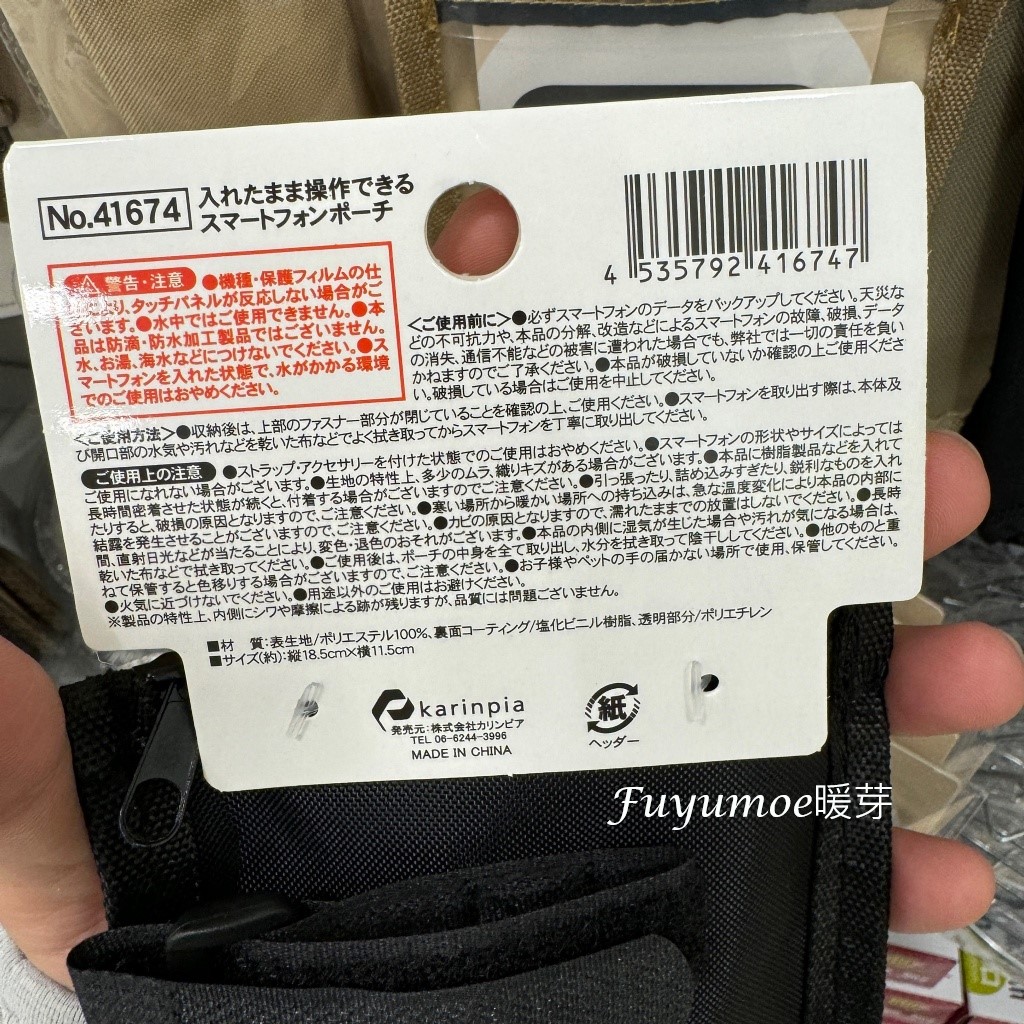 No.41674
入れたまま操作できる
スマートフォンポーチ
4 535792 416747
警告・注意 ●機種・保護フィルムの仕
より、タッチパネルが反応しない場合がご
ざいます。●水中ではご使用できません。●本
品は防滴・防水加工製品ではございません。
水、お湯、海水などにつけないでください。●ス
マートフォンを入れた状態で、水がかかる環境
でのご使用はおやめください。
<ご使用前に>●必ずスマートフォンのデータをバックアップしてください。天災な
どの不可抗力や、本品の分解、改造などによるスマートフォンの故障、破損、データ
の消失、通信不能などの被害に遭われた場合でも、弊社では一切の責任を負い
かねますのでご了承ください。●本品が破損していないか確認の上ご使用くださ
い。破損している場合はご使用を中止してください。
<ご使用方法>●収納後は、上部のファスナー部分が閉じていることを確認の上、ご使用ください。●スマートフォンを取り出す際は、本体及
び開口部の水気や汚れなどを乾いた布などでよく拭き取ってからスマートフォンを丁寧に取り出してください。
ご使用上の注意 ●ストラップ・アクセサリーを付けた状態でのご使用はおやめください。●スマートフォンの形状やサイズによっては
ご使用になれない場合がございます。●生地の特性上、多少のムラ、織りキズがある場合がございます。●本品に樹脂製品などを入れて
長時間密着させた状態が続くと、付着する場合がございますのでご注意ください。●引っ張ったり、詰め込みすぎたり、鋭利なものを入れ
たりすると、破損の原因となりますので、ご注意ください。●寒い場所から暖かい場所への持ち込みは、急な温度変化により本品の内部に
結露を発生させることがございますので、ご注意ください。●カビの原因となりますので、濡れたままでの放置はしないでください。●長時
間、直射日光などが当たることにより、変色・退色のおそれがございます。●本品の内側に湿気が生じた場合や汚れが気になる場合は、
乾いた布などで拭き取ってください。●ご使用後は、ポーチの中身を全て取り出し、水分を拭き取って陰干ししてください。●他のものと重
ねて保管すると色移りする場合がございますので、ご注意ください。●お子様やペットの手の届かない場所で使用、保管してください。
●火気に近づけないでください。●用途以外のご使用はお避けください。
※製品の特性上、内側にシワや摩擦による跡が残りますが、品質には問題ございません。
■材 質:表生地/ポリエステル100%、裏面コーティング/塩化ビニル樹脂、透明部分/ポリエチレン
■サイズ(約):縦18.5cm×横11.5cm
karinpia
発売元:株式会社カリンピア
TEL 06-6244-3996
MADE IN CHINA
紙
ヘッダー
Fuyumoe暖芽